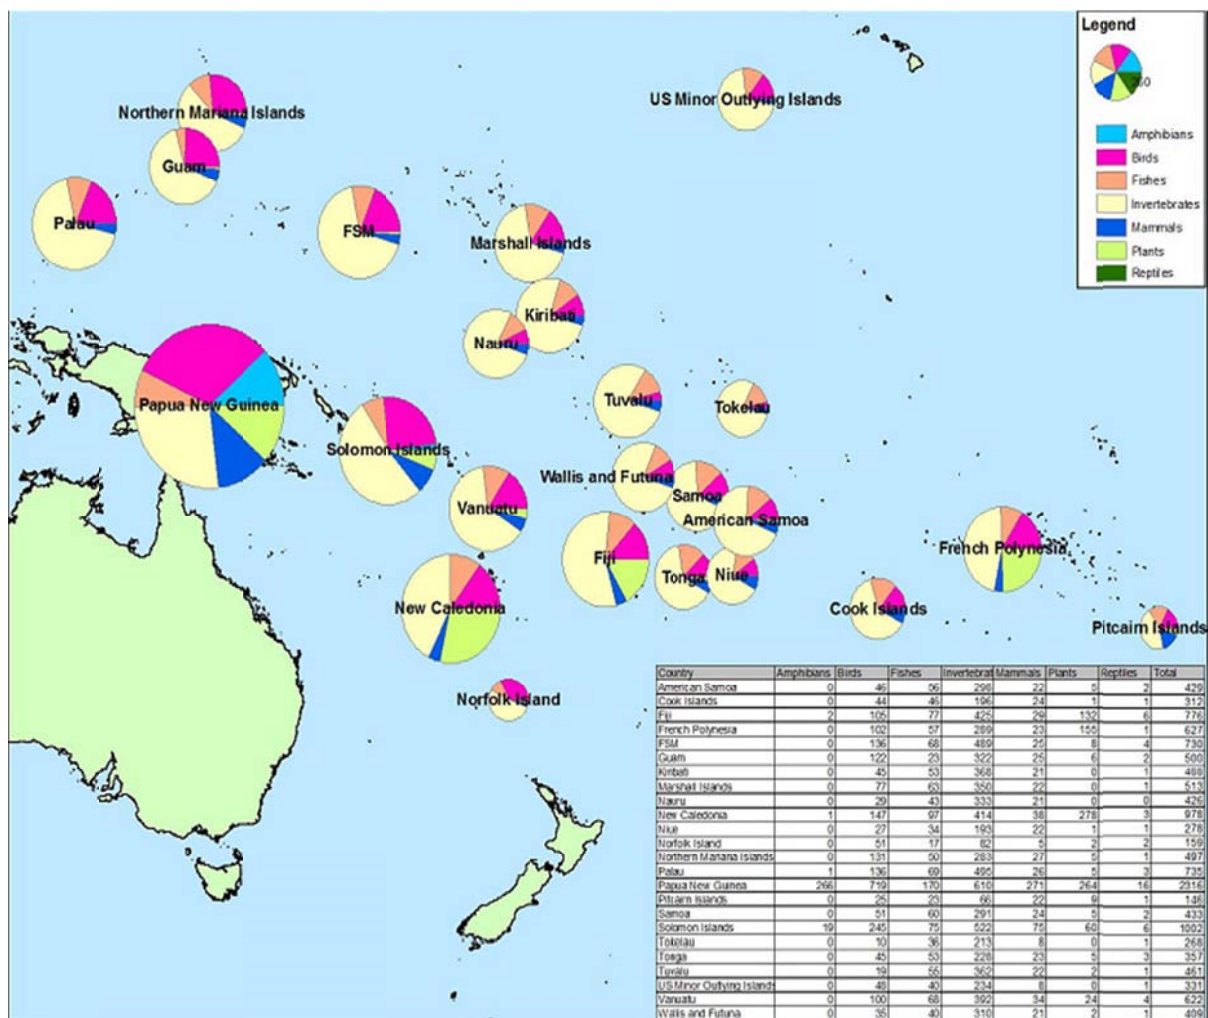 Legend
260
Amphibians
Birds
Fishes
Invertebrates
Mammals
Plants
Reptiles
Northern Mariana Islands
US Minor Outlying Islands
Guam
Palau
FSM
Marshall Islands
Kiribati
Nauru
Papua New Guinea
Tuvalu
Tokelau
Solomon Islands
Wallis and Futuna
Samoa
Vanuatu
American Samoa
French Polynesia
Fiji
Tonga
Niue
New Caledonia
Cook Islands
Pitcairn Islands
Norfolk Island
Country Amphibians Birds Fishes Invertebrat Mammals Plants Reptiles Total
American Samoa 0 46 56 298 22 5 2 429
Cook Islands 0 44 46 196 24 1 1 312
Fiji 2 105 77 425 29 132 6 776
French Polynesia 0 102 57 289 23 155 1 627
FSM 0 136 68 489 25 8 4 730
Guam 0 122 23 322 25 6 2 500
Kiribati 0 45 53 368 21 0 1 488
Marshall Islands 0 77 63 350 22 0 1 513
Nauru 0 29 43 333 21 0 0 426
New Caledonia 1 147 97 414 38 278 3 978
Niue 0 27 34 193 22 1 1 278
Norfolk Island 0 51 17 82 5 2 2 159
Northern Mariana Islands 0 131 50 283 27 5 1 497
Palau 1 136 69 495 26 5 3 735
Papua New Guinea 266 719 170 610 271 264 16 2316
Pitcairn Islands 0 25 23 66 22 9 1 146
Samoa 0 51 60 291 24 5 2 433
Solomon Islands 19 245 75 522 75 60 6 1002
Tokelau 0 10 36 213 8 0 1 268
Tonga 0 45 53 228 23 5 3 357
Tuvalu 0 19 55 362 22 2 1 461
US Minor Outlying Islands 0 48 40 234 8 0 1 331
Vanuatu 0 100 68 392 34 24 4 622
Wallis and Futuna 0 35 40 310 21 2 1 409